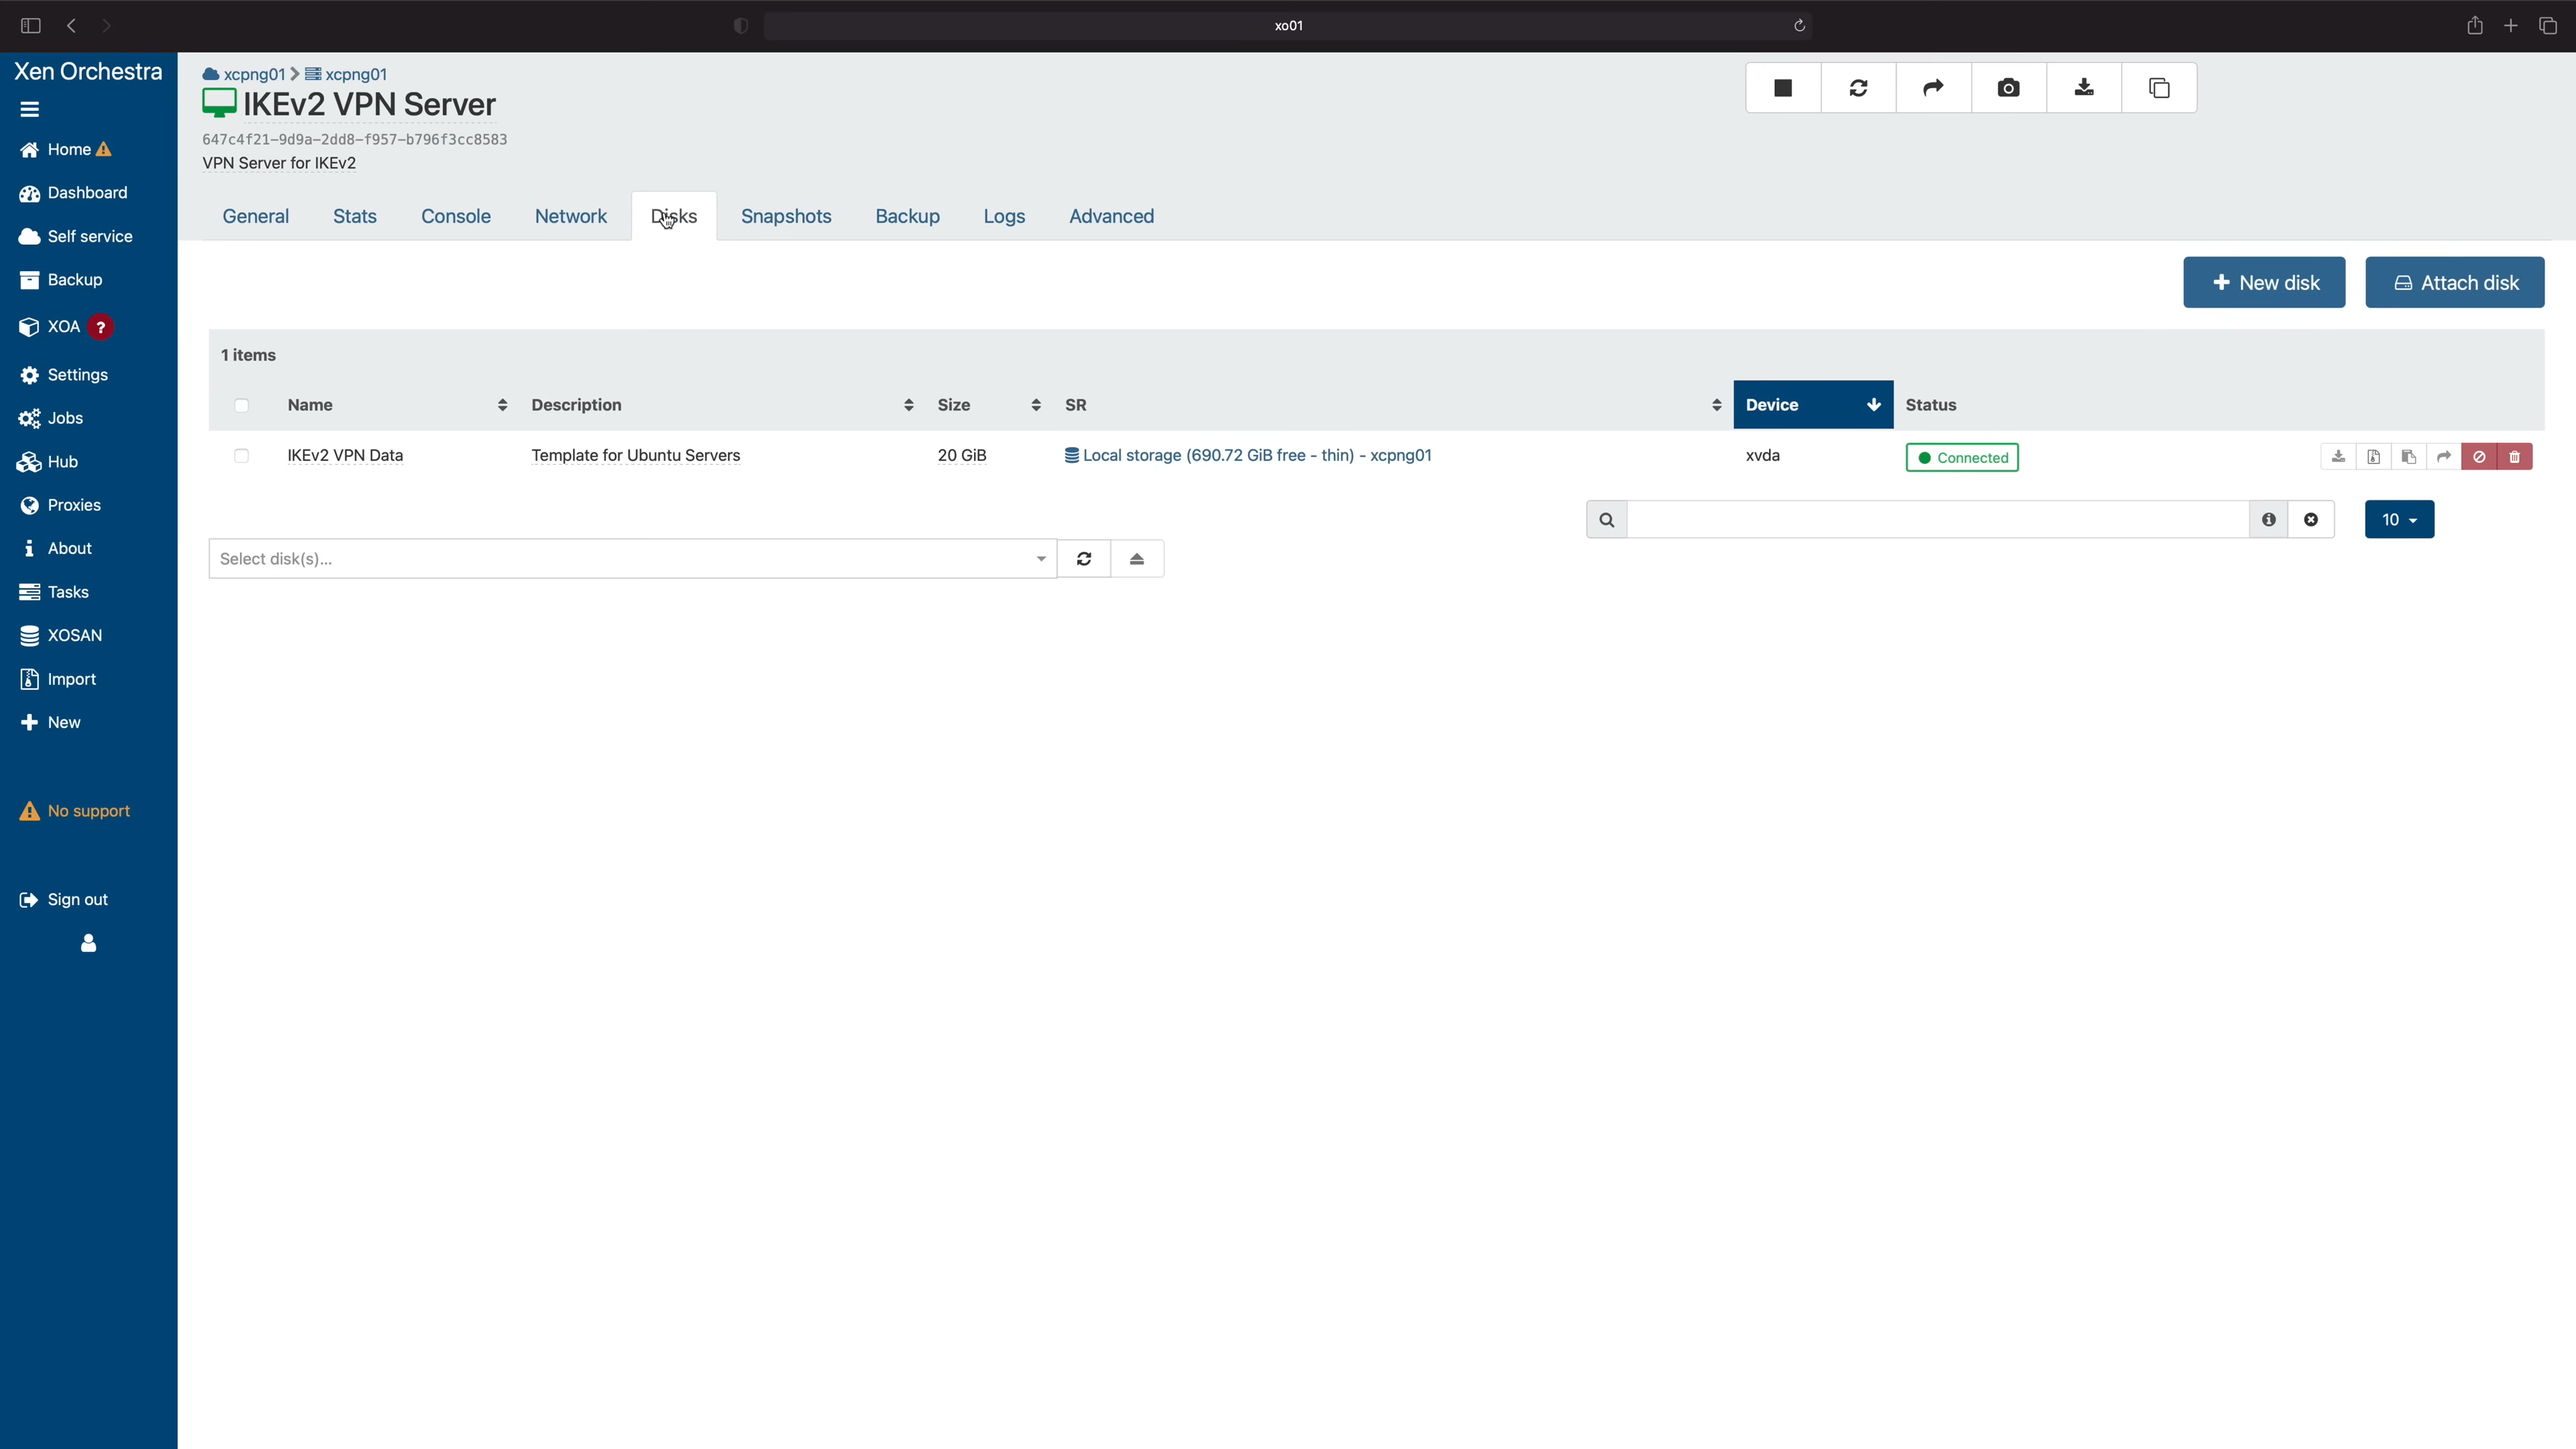 xo01
Xen Orchestra
Home
Dashboard
Self service
Backup
XOA ?
Settings
Jobs
Hub
Proxies
About
Tasks
XOSAN
Import
New
No support
Sign out
xcpng01 xcpng01
IKEv2 VPN Server
647c4f21-9d9a-2dd8-f957-b796f3cc8583
VPN Server for IKEv2
General Stats Console Network Disks Snapshots Backup Logs Advanced
New disk Attach disk
1 items
Name Description Size SR Device Status
IKEv2 VPN Data Template for Ubuntu Servers 20 GiB Local storage (690.72 GiB free - thin) - xcpng01 xvda Connected
10
Select disk(s)...